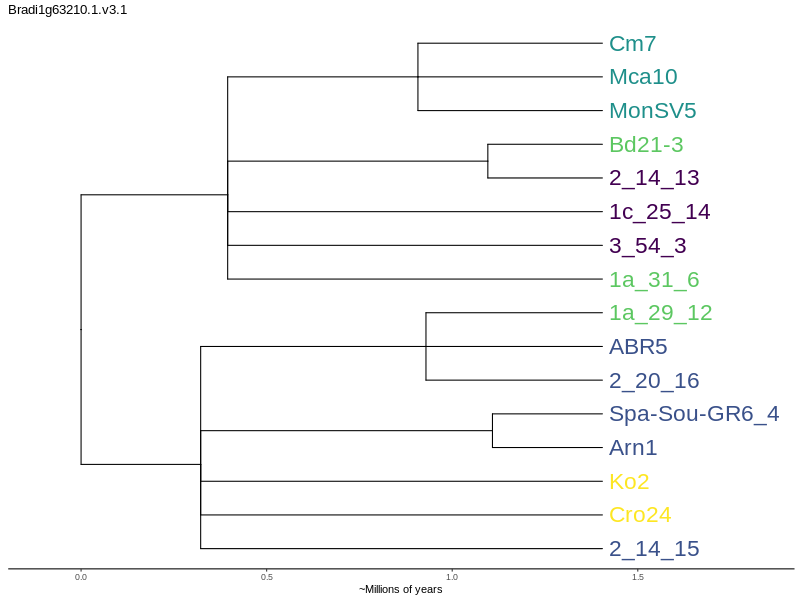 Bradi1g63210.1.v3.1
Cm7
Mca10
MonSV5
Bd21-3
2_14_13
1c_25_14
3_54_3
1a_31_6
1a_29_12
ABR5
2_20_16
Spa-Sou-GR6_4
Arn1
Ko2
Cro24
2_14_15
0.0 0.5 1.0 1.5
~Millions of years